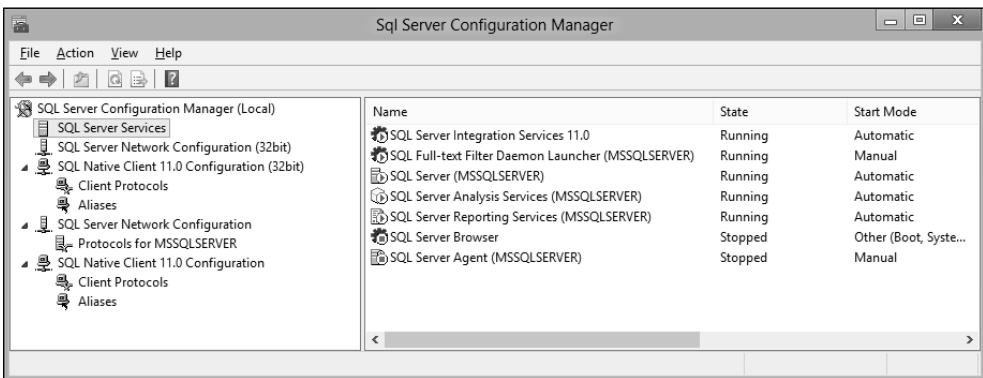 Sql Server Configuration Manager
File Action View Help
SQL Server Configuration Manager (Local)
SQL Server Services
SQL Server Network Configuration (32bit)
SQL Native Client 11.0 Configuration (32bit)
Client Protocols
Aliases
SQL Server Network Configuration
Protocols for MSSQLSERVER
SQL Native Client 11.0 Configuration
Client Protocols
Aliases
Name State Start Mode
SQL Server Integration Services 11.0 Running Automatic
SQL Full-text Filter Daemon Launcher (MSSQLSERVER) Running Manual
SQL Server (MSSQLSERVER) Running Automatic
SQL Server Analysis Services (MSSQLSERVER) Running Automatic
SQL Server Reporting Services (MSSQLSERVER) Running Automatic
SQL Server Browser Stopped Other (Boot, Syste...
SQL Server Agent (MSSQLSERVER) Stopped Manual